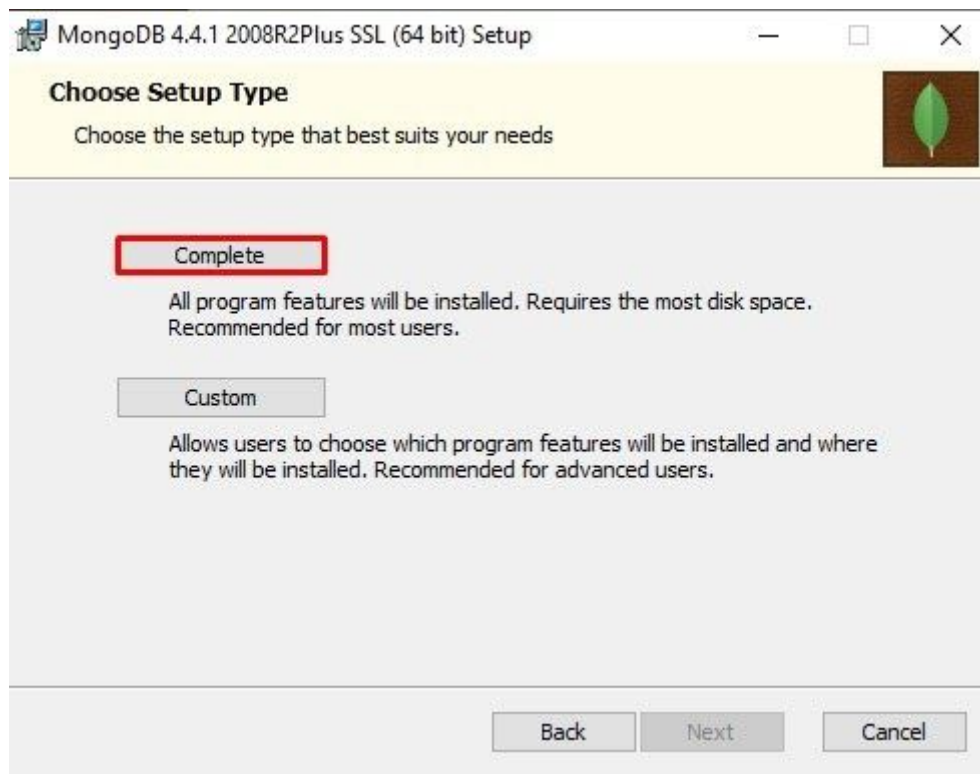 MongoDB 4.4.1 2008R2Plus SSL (64 bit) Setup
Choose Setup Type
Choose the setup type that best suits your needs
Complete
All program features will be installed. Requires the most disk space.
Recommended for most users.
Custom
Allows users to choose which program features will be installed and where
they will be installed. Recommended for advanced users.
Back Next Cancel